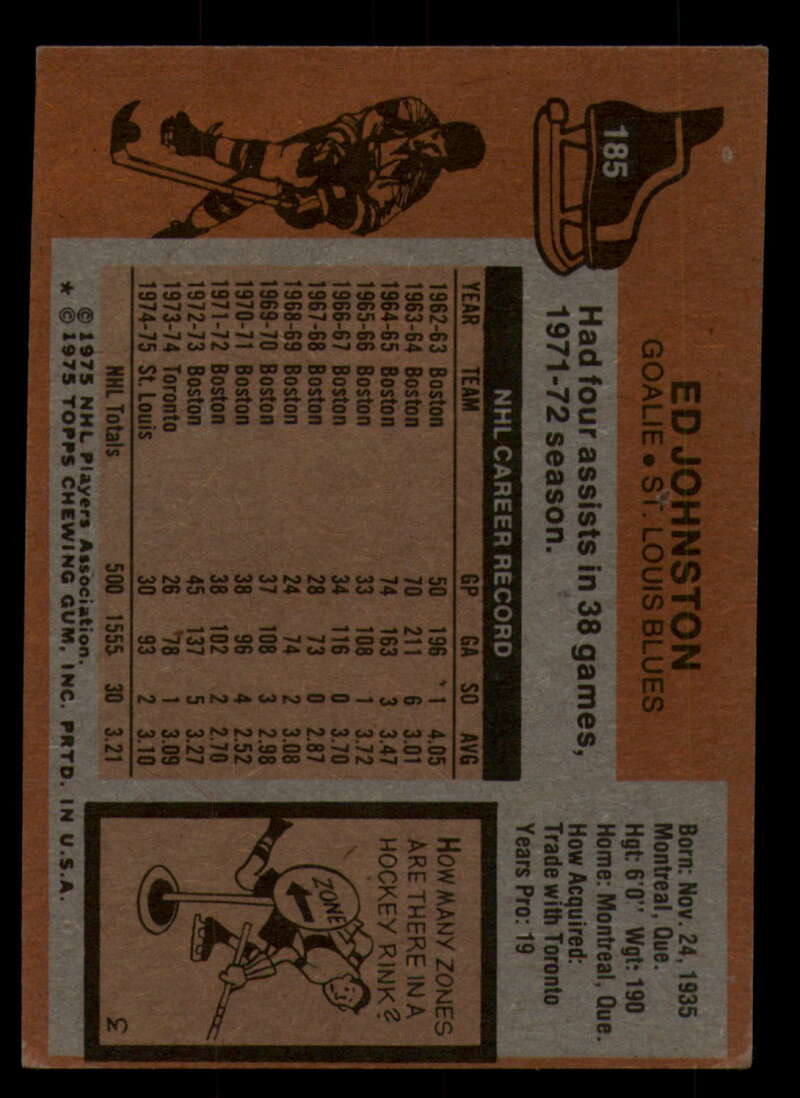 185
ED JOHNSTON
GOALIE • ST. LOUIS BLUES
Had four assists in 38 games,
1971-72 season.
Born: Nov. 24, 1935
Montreal, Que.
Hgt: 6'0" Wgt: 190
Home: Montreal, Que.
How Acquired:
Trade with Toronto
Years Pro: 19
NHL CAREER RECORD
YEAR TEAM GP GA SO AVG
1962-63 Boston 50 196 1 4.05
1963-64 Boston 70 211 6 3.01
1964-65 Boston 74 163 3 3.47
1965-66 Boston 33 108 1 3.72
1966-67 Boston 34 116 0 3.70
1967-68 Boston 28 73 0 2.87
1968-69 Boston 24 74 2 3.08
1969-70 Boston 37 108 3 2.98
1970-71 Boston 38 96 4 2.52
1971-72 Boston 38 102 2 2.70
1972-73 Boston 45 137 5 3.27
1973-74 Toronto 26 78 1 3.09
1974-75 St. Louis 30 93 2 3.10
NHL Totals 500 1555 30 3.21
HOW MANY ZONES
ARE THERE IN A
HOCKEY RINK?
ZONE
3
© 1975 NHL Players Association.
* © 1975 TOPPS CHEWING GUM, INC. PRTD. IN U.S.A.